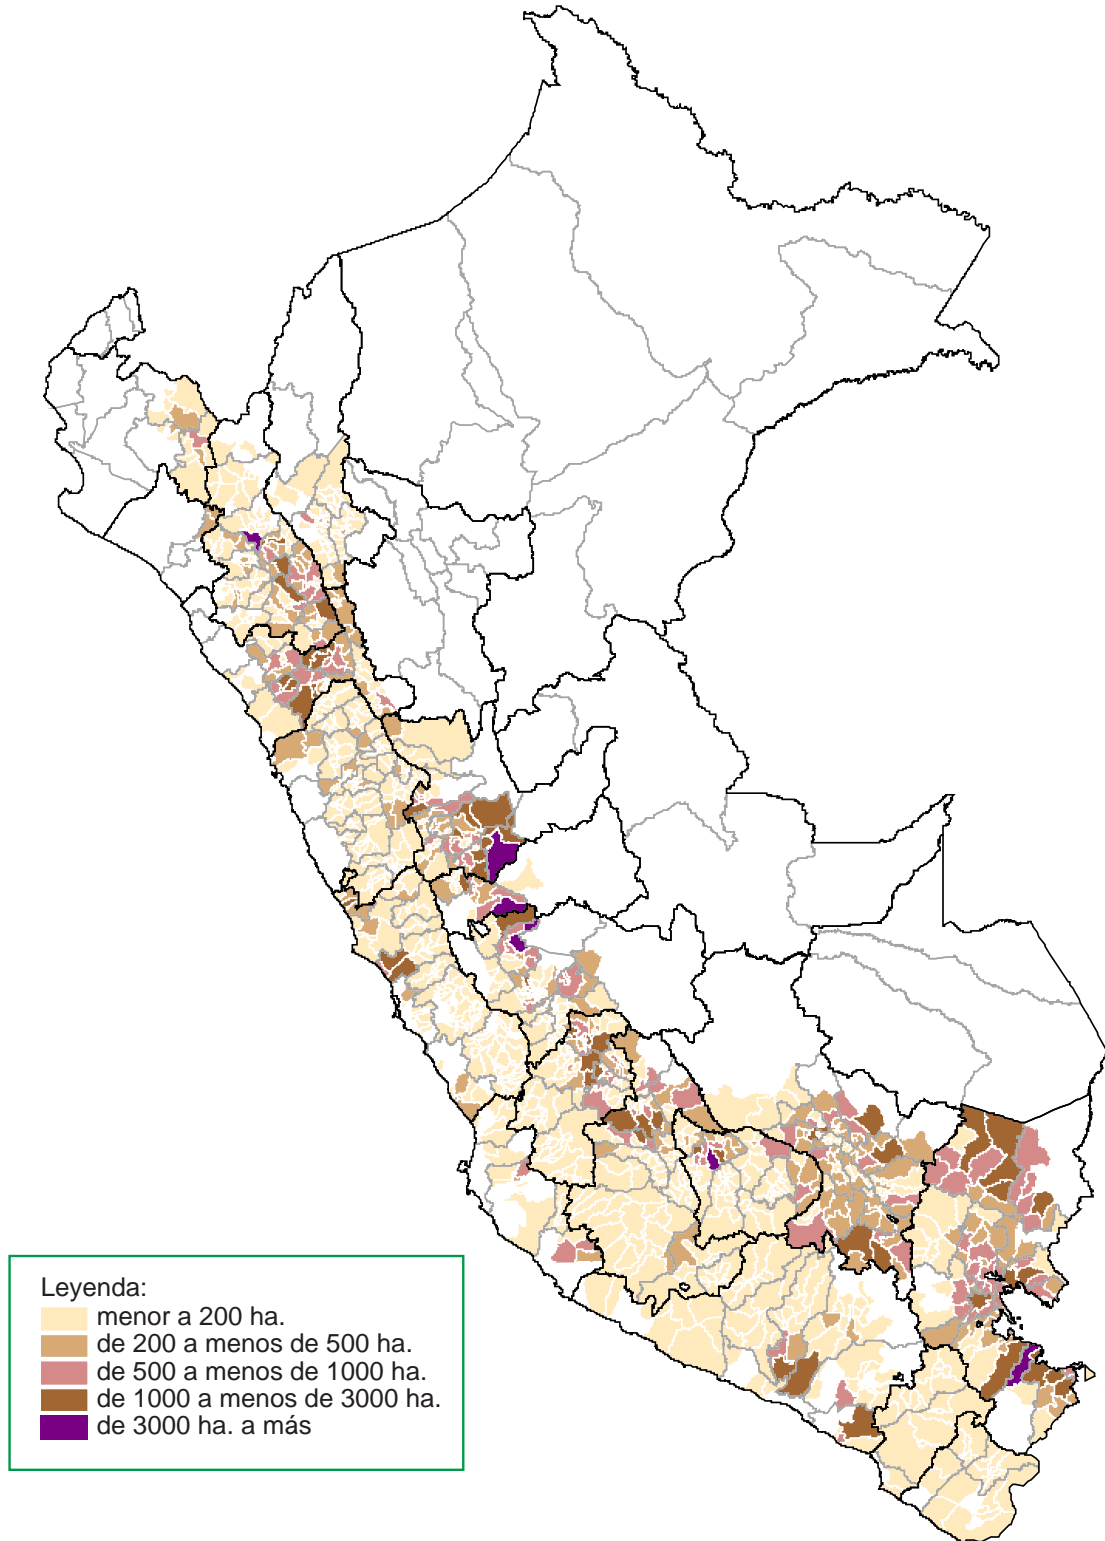 Leyenda:
menor a 200 ha.
de 200 a menos de 500 ha.
de 500 a menos de 1000 ha.
de 1000 a menos de 3000 ha.
de 3000 ha. a más